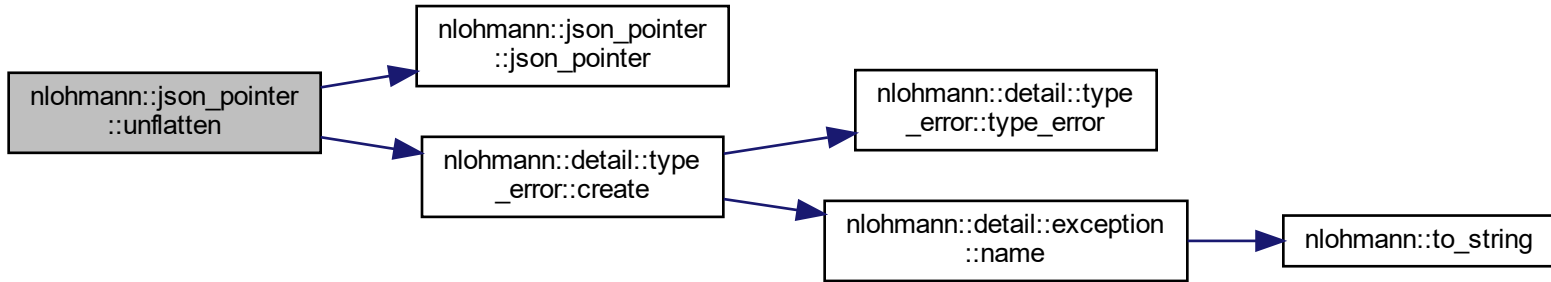 nlohmann::json_pointer
::unflatten
nlohmann::json_pointer
::json_pointer
nlohmann::detail::type
_error::create
nlohmann::detail::type
_error::type_error
nlohmann::detail::exception
::name
nlohmann::to_string